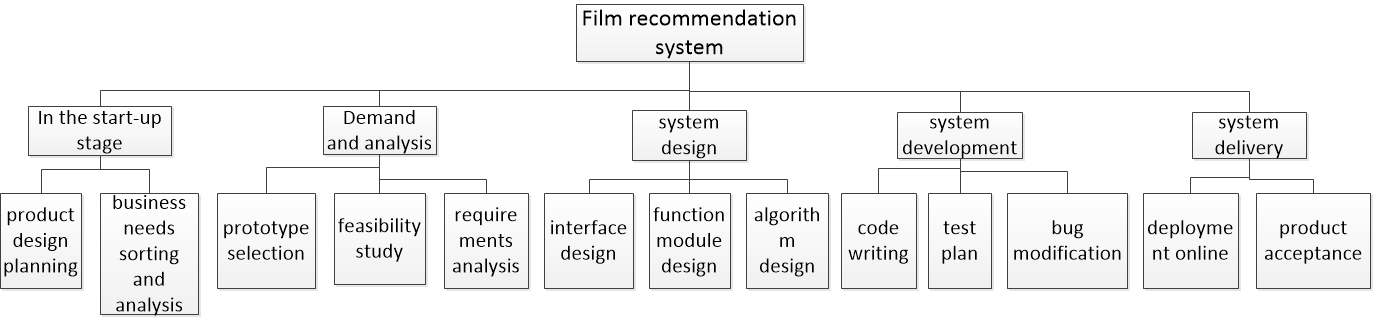 Film recommendation
system
In the start-up
stage
Demand
and analysis
system
design
system
development
system
delivery
product
design
planning
business
needs
sorting
and
analysis
prototype
selection
feasibility
study
require
ments
analysis
interface
design
function
module
design
algorith
m
design
code
writing
test
plan
bug
modification
deployme
nt online
product
acceptance